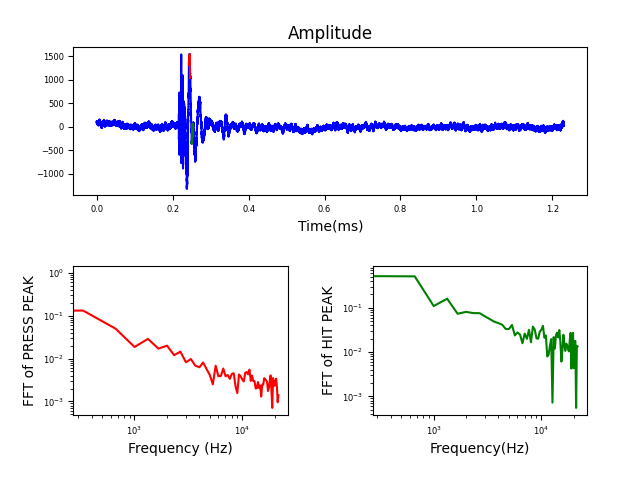 Amplitude
1500
1000
500
0
−500
−1000
0.0 0.2 0.4 0.6 0.8 1.0 1.2
Time(ms)
FFT of PRESS PEAK
10⁰
10⁻¹
10⁻²
10⁻³
10³ 10⁴
Frequency (Hz)
FFT of HIT PEAK
10⁻¹
10⁻²
10⁻³
10³ 10⁴
Frequency(Hz)